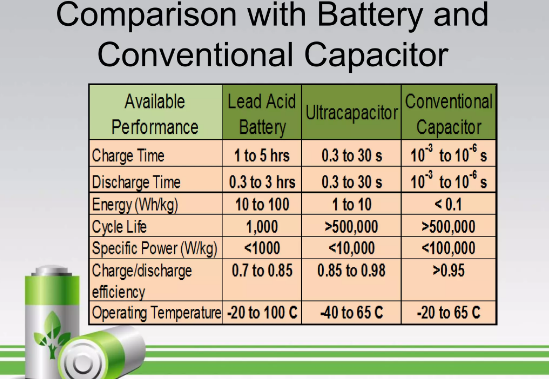 Comparison with Battery and
Conventional Capacitor
Available Performance Lead Acid Battery Ultracapacitor Conventional Capacitor
Charge Time 1 to 5 hrs 0.3 to 30 s 10⁻³ to 10⁻⁶ s
Discharge Time 0.3 to 3 hrs 0.3 to 30 s 10⁻³ to 10⁻⁶ s
Energy (Wh/kg) 10 to 100 1 to 10 < 0.1
Cycle Life 1,000 >500,000 >500,000
Specific Power (W/kg) <1000 <10,000 <100,000
Charge/discharge efficiency 0.7 to 0.85 0.85 to 0.98 >0.95
Operating Temperature -20 to 100 C -40 to 65 C -20 to 65 C